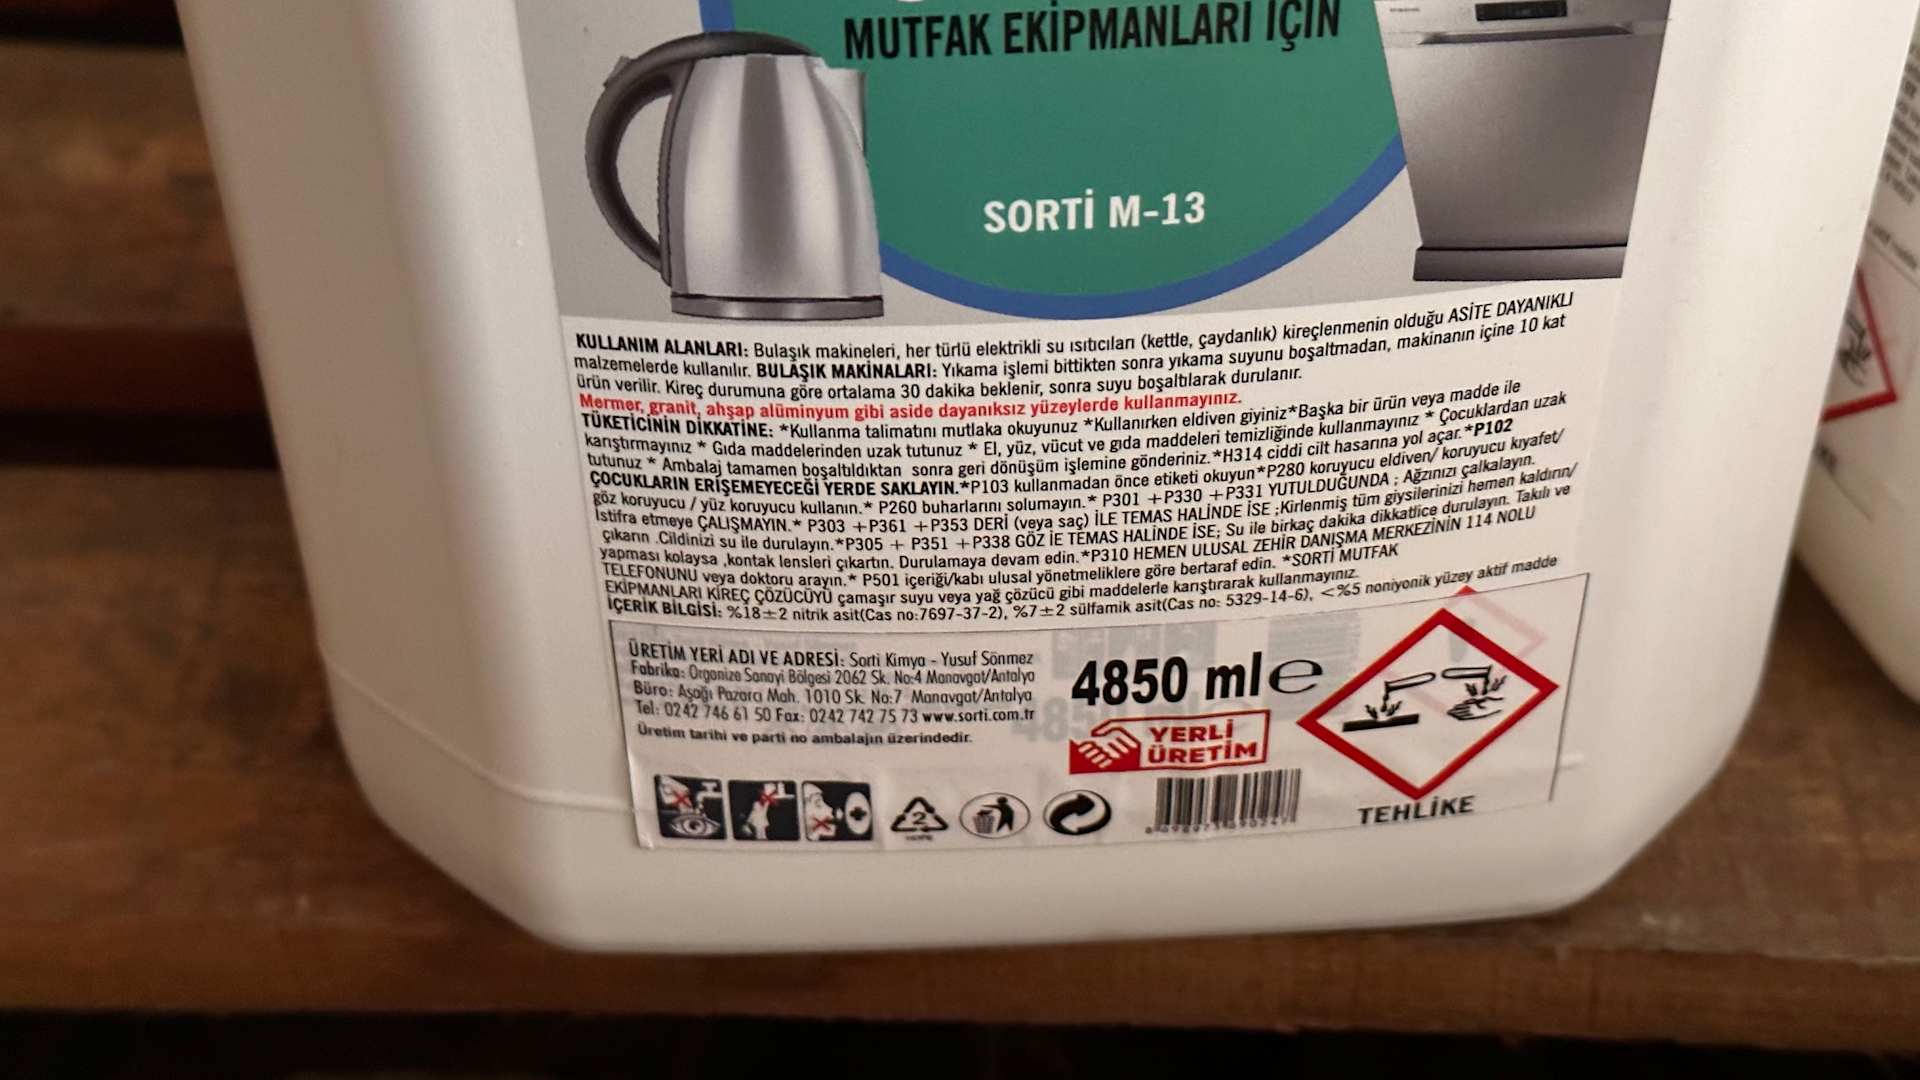 MUTFAK EKİPMANLARI İÇİN
SORTİ M-13
KULLANIM ALANLARI: Bulaşık makineleri, her türlü elektrikli su ısıtıcıları (kettle, çaydanlık) kireçlenmenin olduğu ASİTE DAYANIKLI
malzemelerde kullanılır. BULAŞIK MAKİNALARI: Yıkama işlemi bittikten sonra yıkama suyunu boşaltmadan, makinanın içine 10 kat
ürün verilir. Kireç durumuna göre ortalama 30 dakika beklenir, sonra suyu boşaltılarak durulanır.
Mermer, granit, ahşap alüminyum gibi aside dayanıksız yüzeylerde kullanmayınız.
TÜKETİCİNİN DİKKATİNE: *Kullanma talimatını mutlaka okuyunuz *Kullanırken eldiven giyiniz*Başka bir ürün veya madde ile
karıştırmayınız * Gıda maddelerinden uzak tutunuz * El, yüz, vücut ve gıda maddeleri temizliğinde kullanmayınız * Çocuklardan uzak
tutunuz * Ambalaj tamamen boşaltıldıktan sonra geri dönüşüm işlemine gönderiniz.*H314 ciddi cilt hasarına yol açar.*P102
ÇOCUKLARIN ERİŞEMEYECEĞİ YERDE SAKLAYIN.*P103 kullanmadan önce etiketi okuyun*P280 koruyucu eldiven/ koruyucu kıyafet/
göz koruyucu / yüz koruyucu kullanın.* P260 buharlarını solumayın.* P301 +P330 +P331 YUTULDUĞUNDA ; Ağzınızı çalkalayın.
İstifra etmeye ÇALIŞMAYIN.* P303 +P361 +P353 DERİ (veya saç) İLE TEMAS HALİNDE İSE ;Kirlenmiş tüm giysilerinizi hemen kaldırın/
çıkarın .Cildinizi su ile durulayın.*P305 + P351 +P338 GÖZ İE TEMAS HALİNDE İSE; Su ile birkaç dakika dikkatlice durulayın. Takılı ve
yapması kolaysa ,kontak lensleri çıkartın. Durulamaya devam edin.*P310 HEMEN ULUSAL ZEHİR DANIŞMA MERKEZİNİN 114 NOLU
TELEFONUNU veya doktoru arayın.* P501 içeriği/kabı ulusal yönetmeliklere göre bertaraf edin. *SORTİ MUTFAK
EKİPMANLARI KİREÇ ÇÖZÜCÜYÜ çamaşır suyu veya yağ çözücü gibi maddelerle karıştırarak kullanmayınız.
İÇERİK BİLGİSİ: %18±2 nitrik asit(Cas no:7697-37-2), %7±2 sülfamik asit(Cas no: 5329-14-6), <%5 noniyonik yüzey aktif madde
ÜRETİM YERİ ADI VE ADRESİ: Sorti Kimya - Yusuf Sönmez
Fabrika: Organize Sanayi Bölgesi 2062 Sk. No:4 Manavgat/Antalya
Büro: Aşağı Pazarcı Mah. 1010 Sk. No:7 Manavgat/Antalya
Tel: 0242 746 61 50 Fax: 0242 742 75 73 www.sorti.com.tr
Üretim tarihi ve parti no ambalajın üzerindedir.
4850 ml e
YERLİ
ÜRETİM
2
TEHLİKE